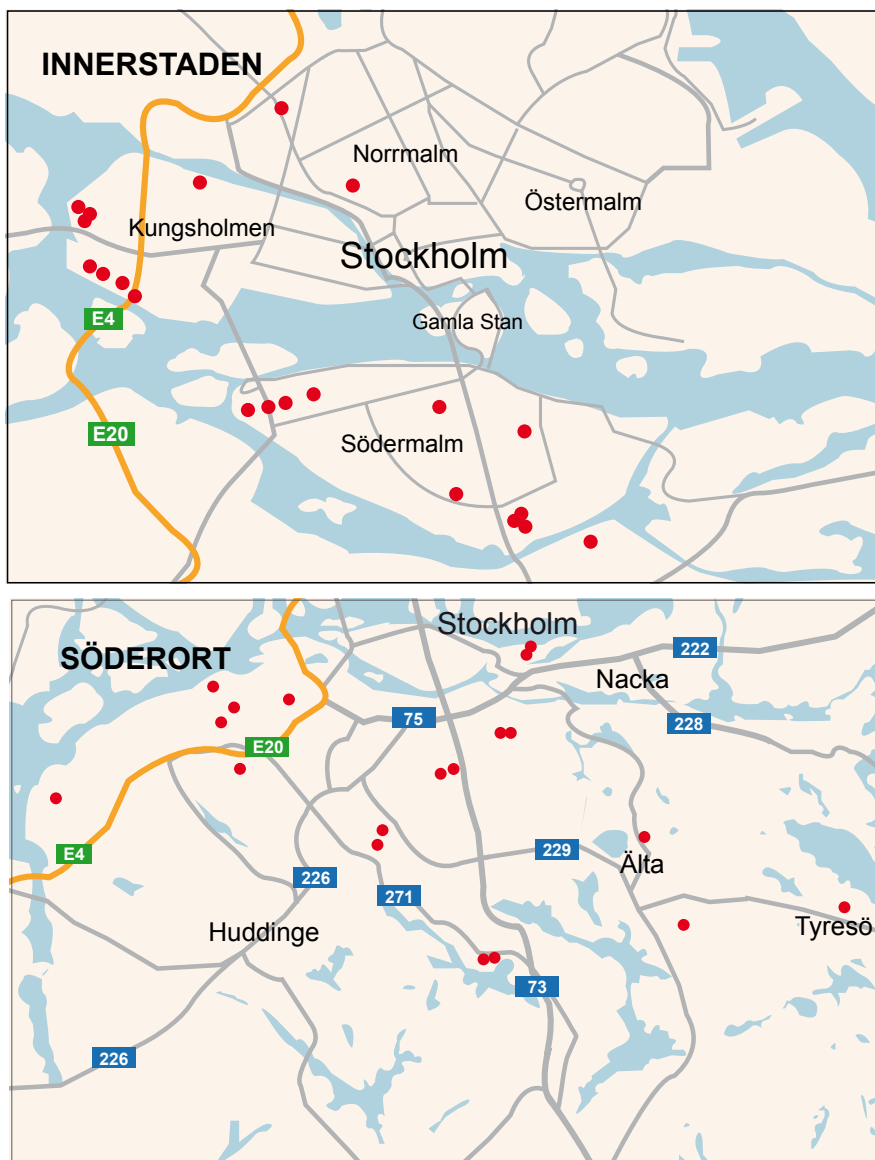 INNERSTADEN
Norrmalm
Östermalm
Kungsholmen
Stockholm
E4
Gamla Stan
E20
Södermalm
Stockholm
SÖDERORT
222
Nacka
75
228
E20
E4
229
Älta
226
271
Huddinge
Tyresö
73
226